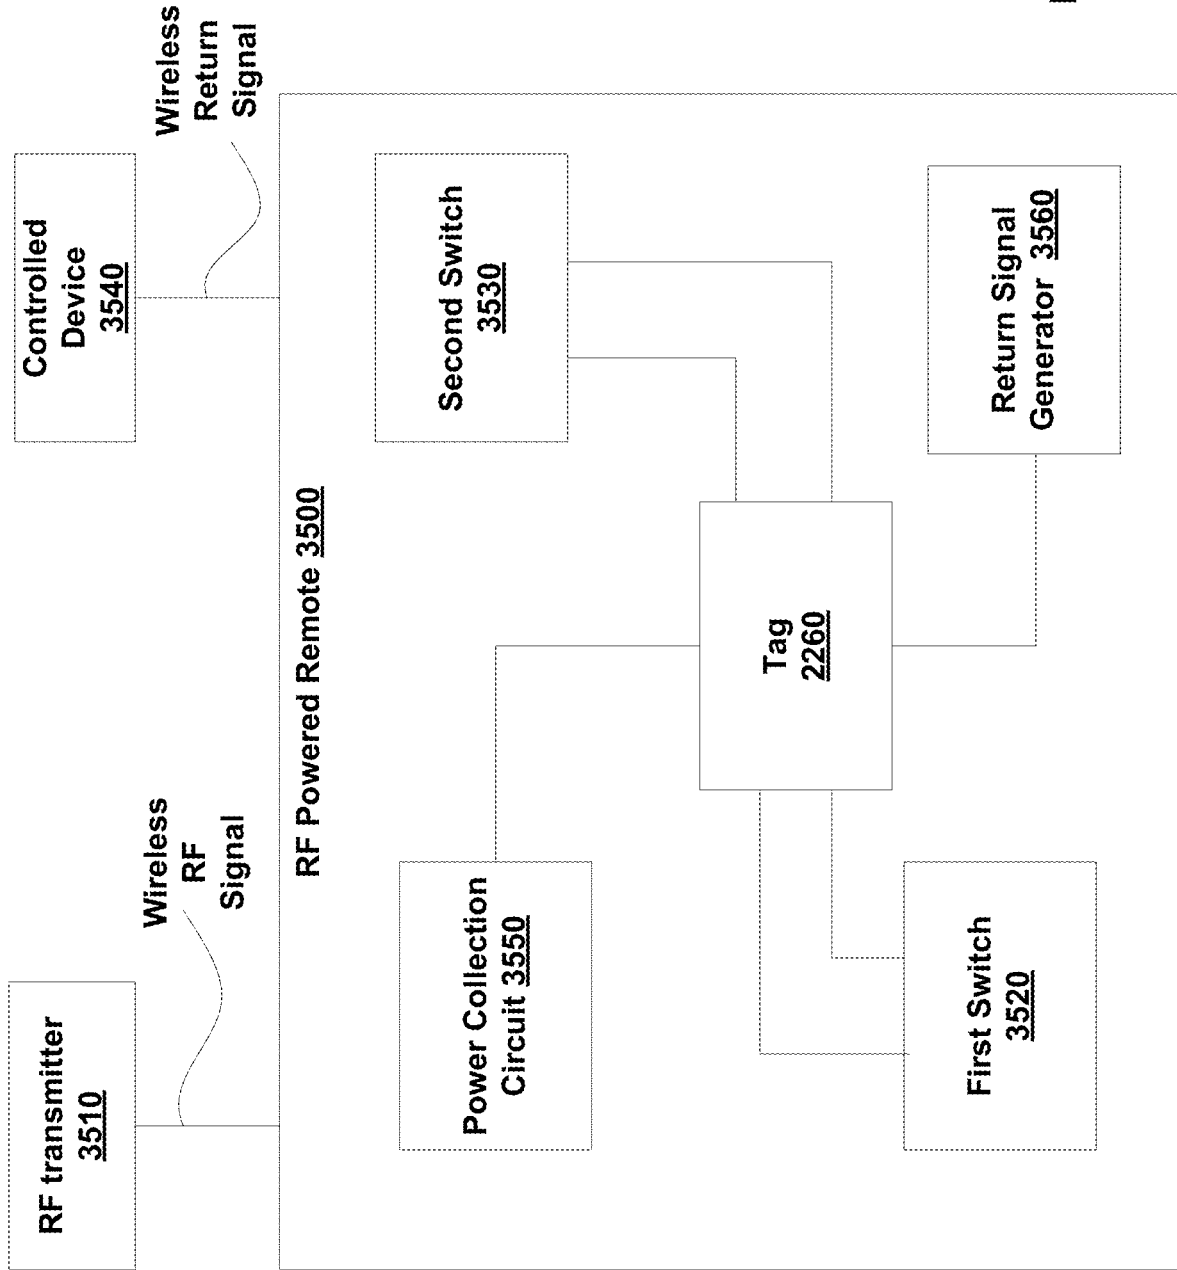 RF transmitter
3510
Wireless
RF
Signal
Controlled
Device
3540
Wireless
Return
Signal
RF Powered Remote 3500
Power Collection
Circuit 3550
Second Switch
3530
Tag
2260
First Switch
3520
Return Signal
Generator 3560